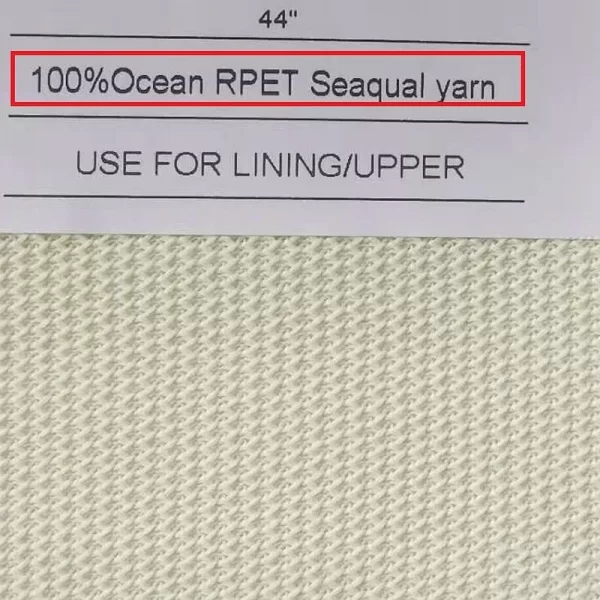 44"
100%Ocean RPET Seaqual yarn
USE FOR LINING/UPPER